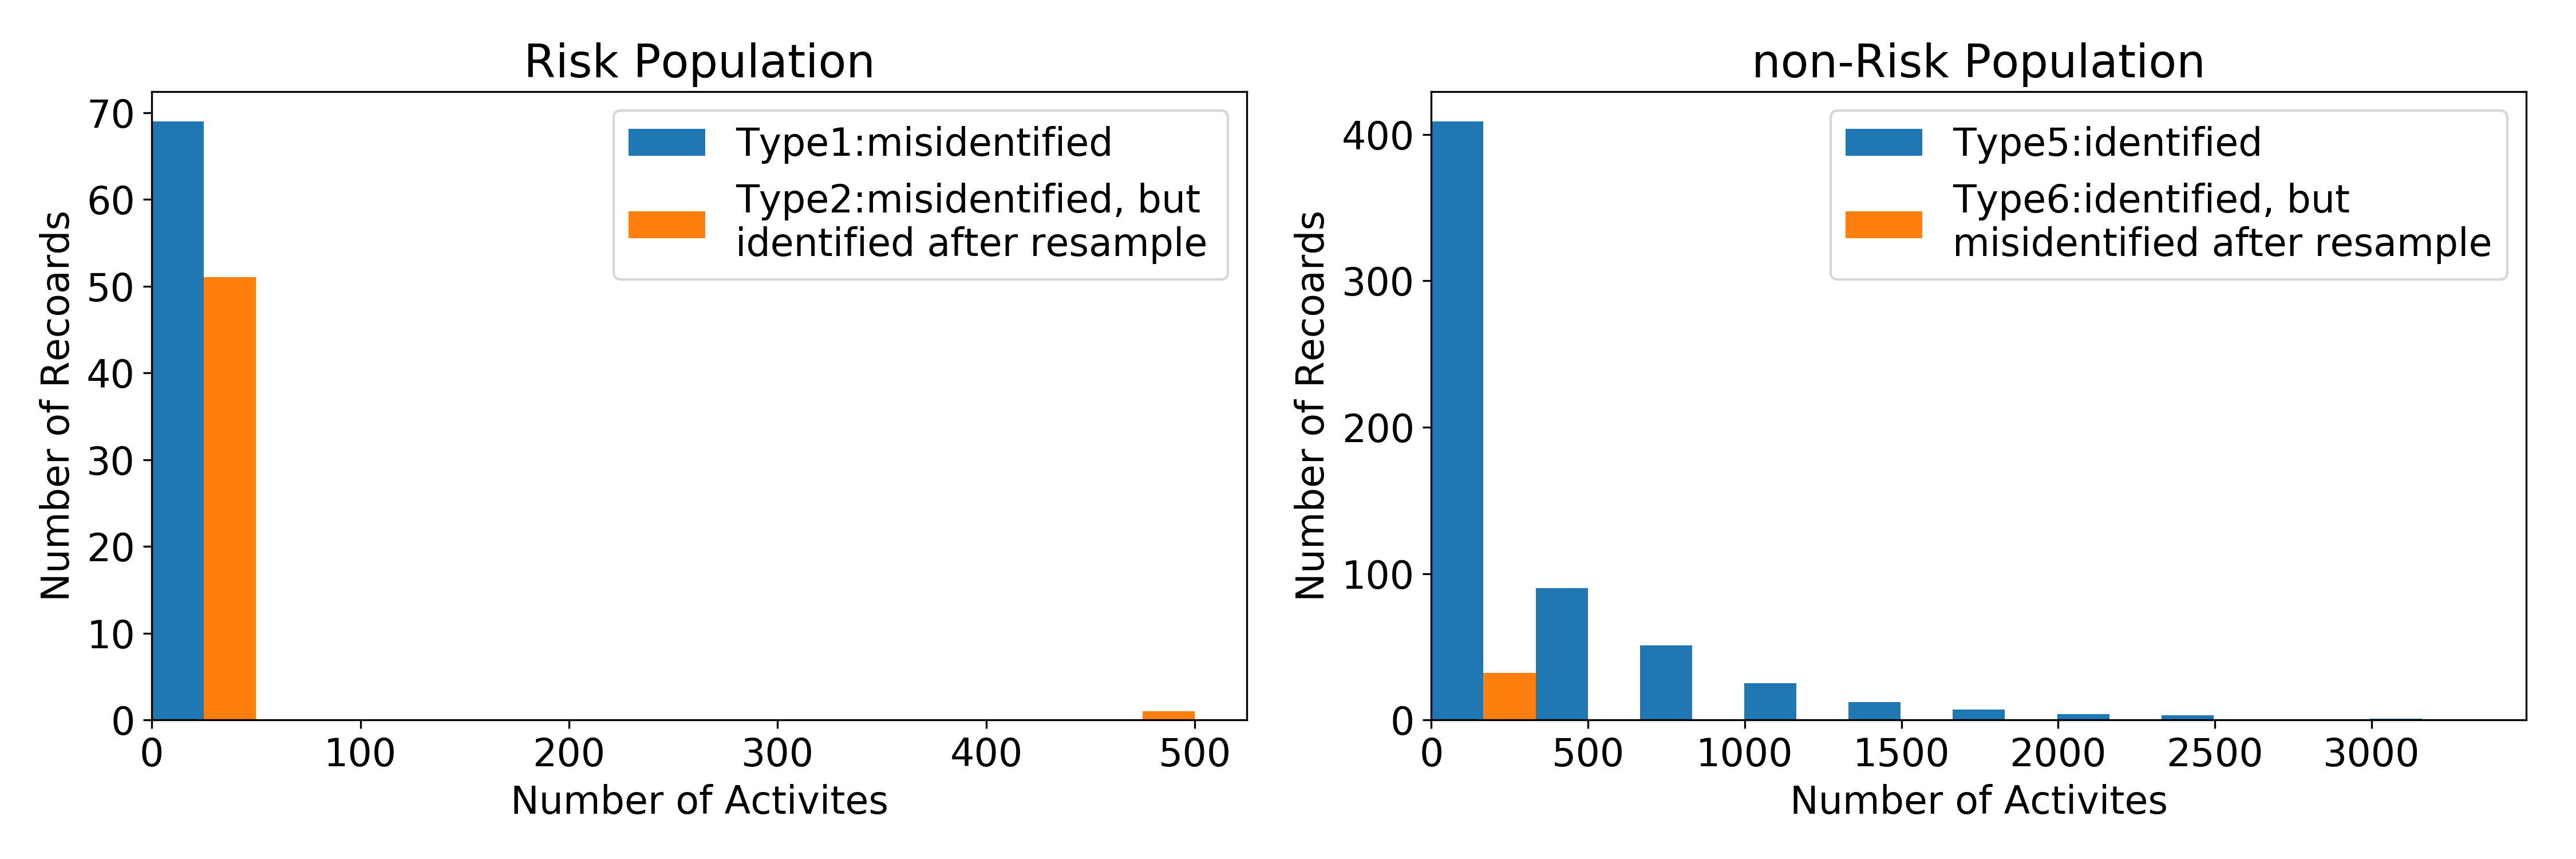 Risk Population
70
60
50
40
30
20
10
0
Number of Recoards
Type1:misidentified
Type2:misidentified, but
identified after resample
0 100 200 300 400 500
Number of Activites
non-Risk Population
400
300
200
100
0
Number of Recoards
Type5:identified
Type6:identified, but
misidentified after resample
0 500 1000 1500 2000 2500 3000
Number of Activites